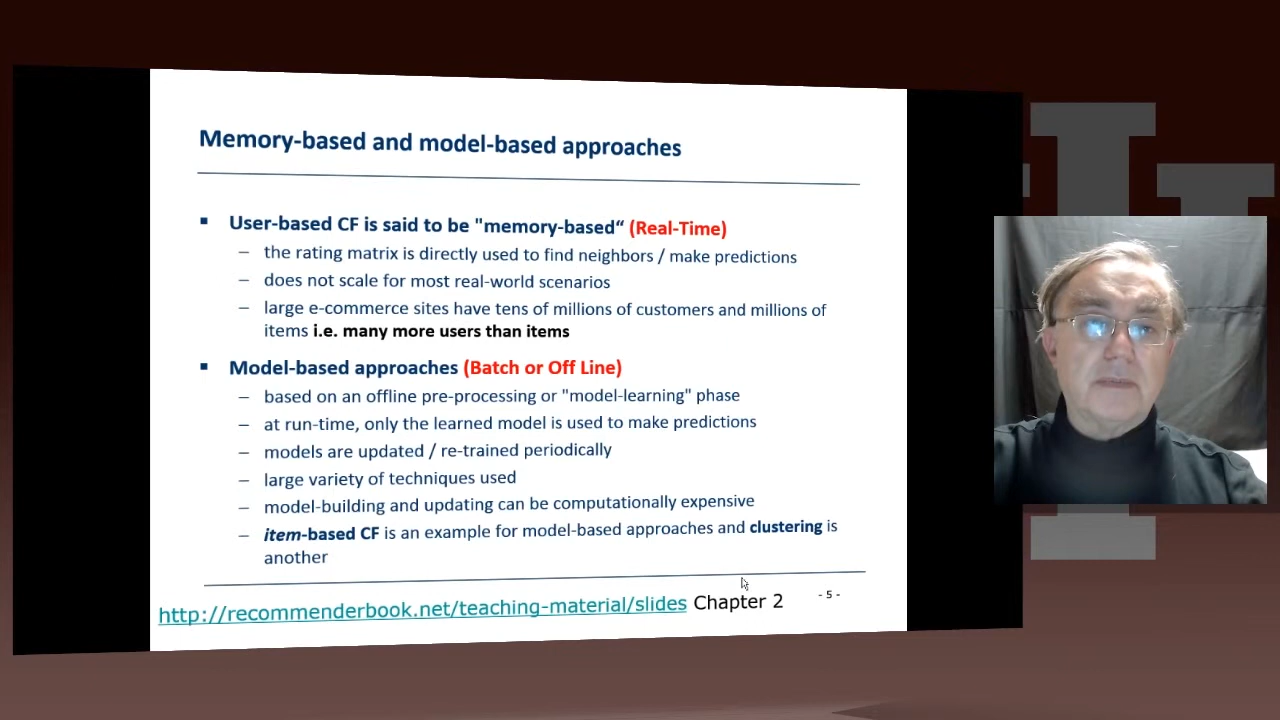 Memory-based and model-based approaches
▪ User-based CF is said to be "memory-based“ (Real-Time)
– the rating matrix is directly used to find neighbors / make predictions
– does not scale for most real-world scenarios
– large e-commerce sites have tens of millions of customers and millions of
items i.e. many more users than items
▪ Model-based approaches (Batch or Off Line)
– based on an offline pre-processing or "model-learning" phase
– at run-time, only the learned model is used to make predictions
– models are updated / re-trained periodically
– large variety of techniques used
– model-building and updating can be computationally expensive
– item-based CF is an example for model-based approaches and clustering is
another
http://recommenderbook.net/teaching-material/slides Chapter 2
- 5 -